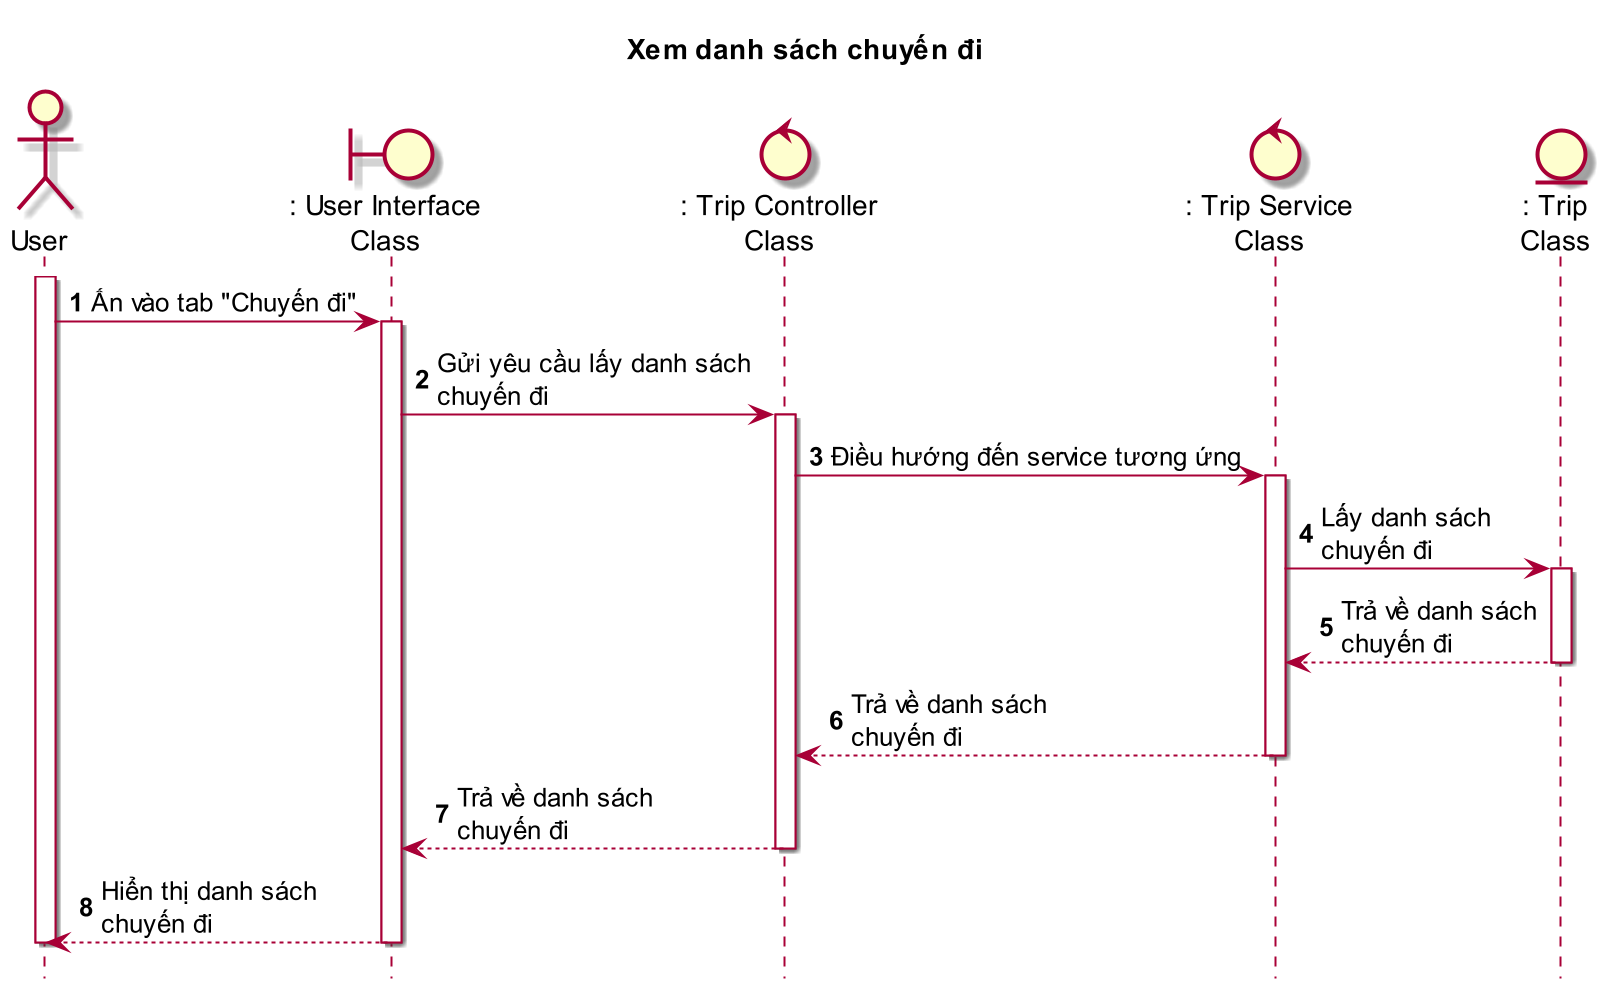 Xem danh sách chuyến đi
User
: User Interface
Class
: Trip Controller
Class
: Trip Service
Class
: Trip
Class
1 Ấn vào tab "Chuyến đi"
2 Gửi yêu cầu lấy danh sách
chuyến đi
3 Điều hướng đến service tương ứng
4 Lấy danh sách
chuyến đi
5 Trả về danh sách
chuyến đi
6 Trả về danh sách
chuyến đi
7 Trả về danh sách
chuyến đi
8 Hiển thị danh sách
chuyến đi